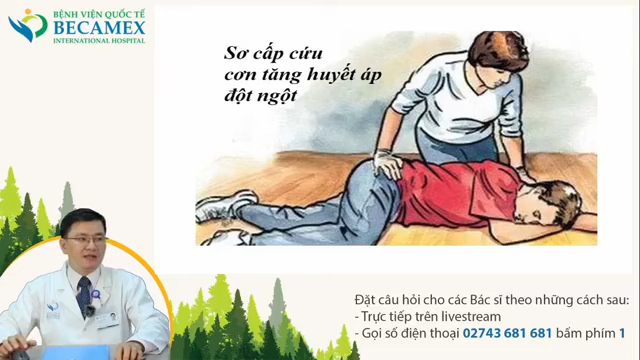 BỆNH VIỆN QUỐC TẾ
BECAMEX
INTERNATIONAL HOSPITAL
Sơ cấp cứu
cơn tăng huyết áp
đột ngột
Đặt câu hỏi cho các Bác sĩ theo những cách sau:
- Trực tiếp trên livestream
- Gọi số điện thoại 02743 681 681 bấm phím 1